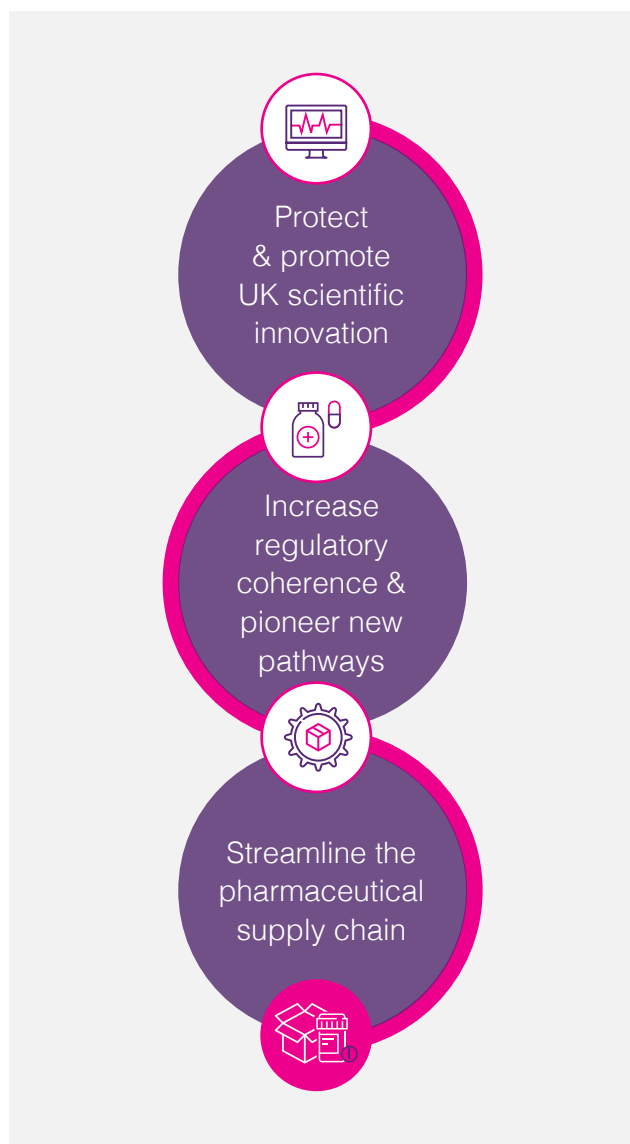 Protect
& promote
UK scientific
innovation
Increase
regulatory
coherence &
pioneer new
pathways
Streamline the
pharmaceutical
supply chain